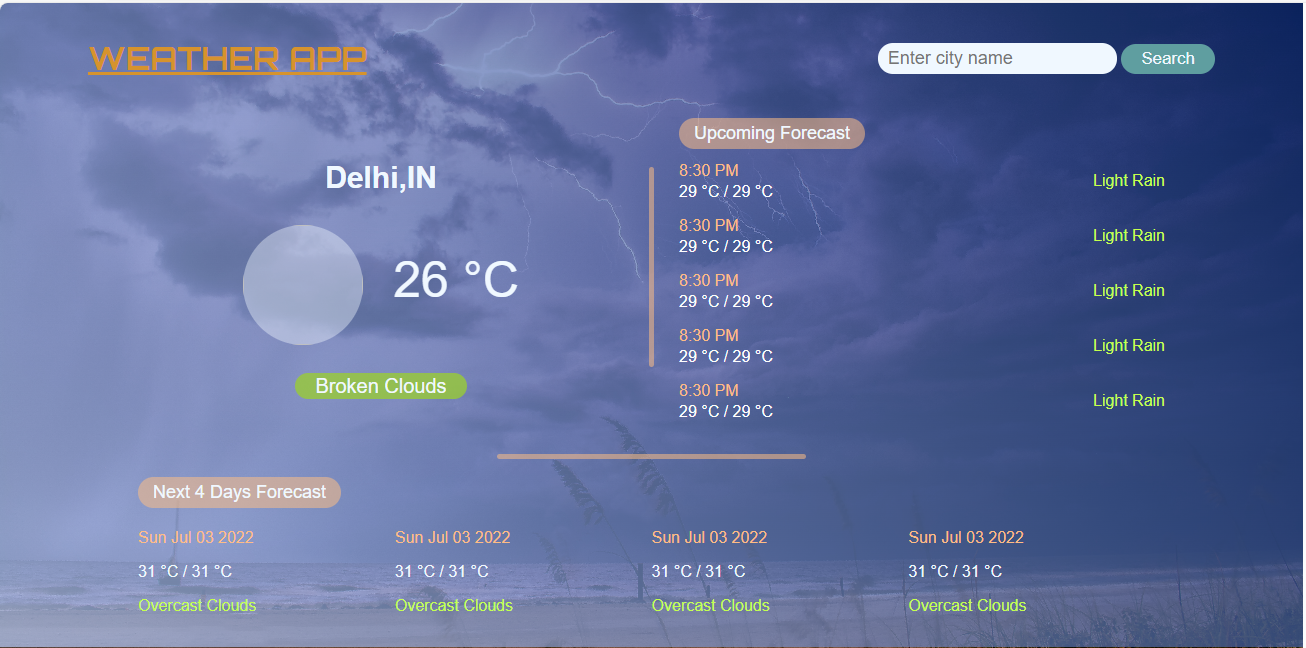 WEATHER APP
Enter city name
Search
Delhi,IN
26 °C
Broken Clouds
Upcoming Forecast
8:30 PM
29 °C / 29 °C
Light Rain
8:30 PM
29 °C / 29 °C
Light Rain
8:30 PM
29 °C / 29 °C
Light Rain
8:30 PM
29 °C / 29 °C
Light Rain
8:30 PM
29 °C / 29 °C
Light Rain
Next 4 Days Forecast
Sun Jul 03 2022
31 °C / 31 °C
Overcast Clouds
Sun Jul 03 2022
31 °C / 31 °C
Overcast Clouds
Sun Jul 03 2022
31 °C / 31 °C
Overcast Clouds
Sun Jul 03 2022
31 °C / 31 °C
Overcast Clouds